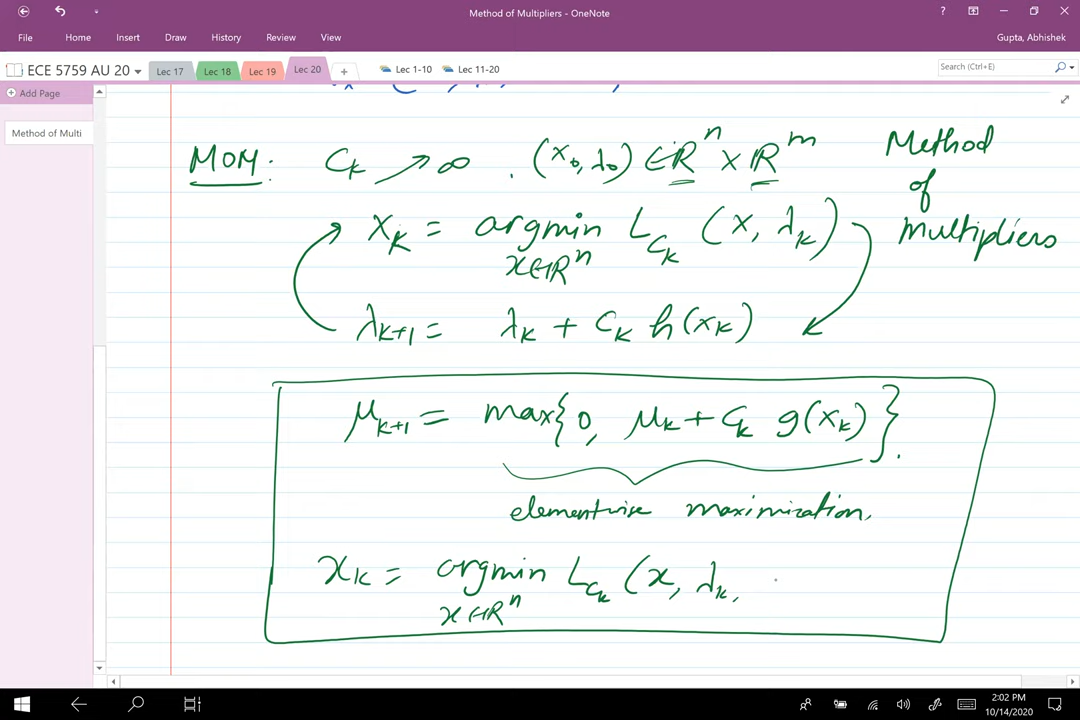 Method of Multipliers - OneNote
Gupta, Abhishek
File Home Insert Draw History Review View
ECE 5759 AU 20 Lec 17 Lec 18 Lec 19 Lec 20 + Lec 1-10 Lec 11-20
Search (Ctrl+E)
Add Page
Method of Multi
MOM: C_k ↗ ∞ . (x_0, λ_0) ∈ ℝ^n × ℝ^m
Method
of
multipliers
x_k = argmin L_{C_k} (x, λ_k)
x∈ℝ^n
λ_{k+1} = λ_k + C_k h(x_k)
μ_{k+1} = max{0, μ_k + C_k g(x_k)}.
elementwise maximization.
x_k = argmin L_{C_k} (x, λ_k,
x∈ℝ^n
2:02 PM
10/14/2020